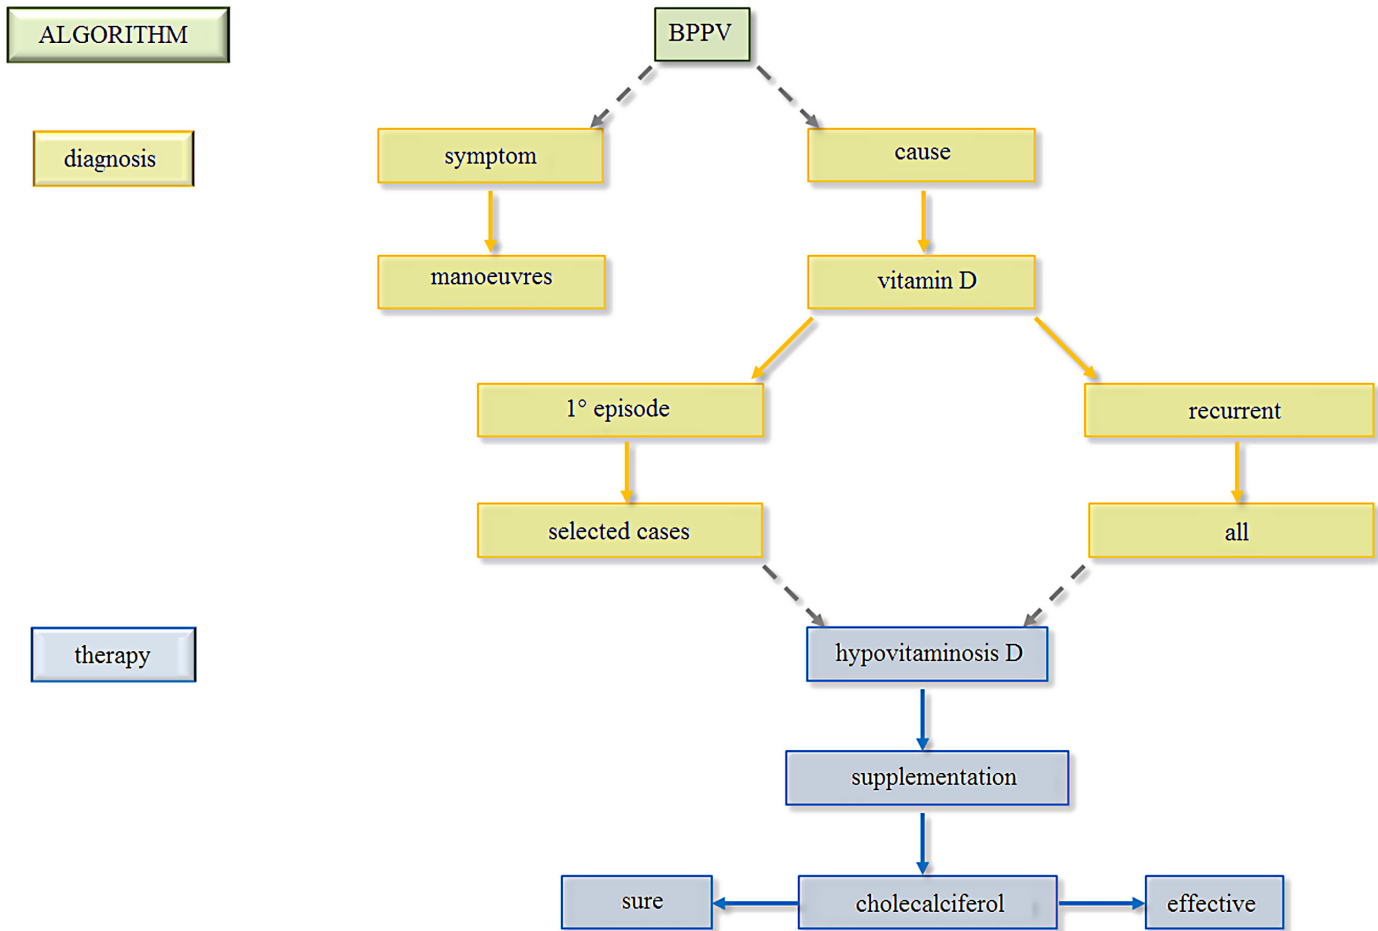 ALGORITHM
BPPV
diagnosis
symptom
cause
manoeuvres
vitamin D
1° episode
recurrent
selected cases
all
therapy
hypovitaminosis D
supplementation
sure
cholecalciferol
effective